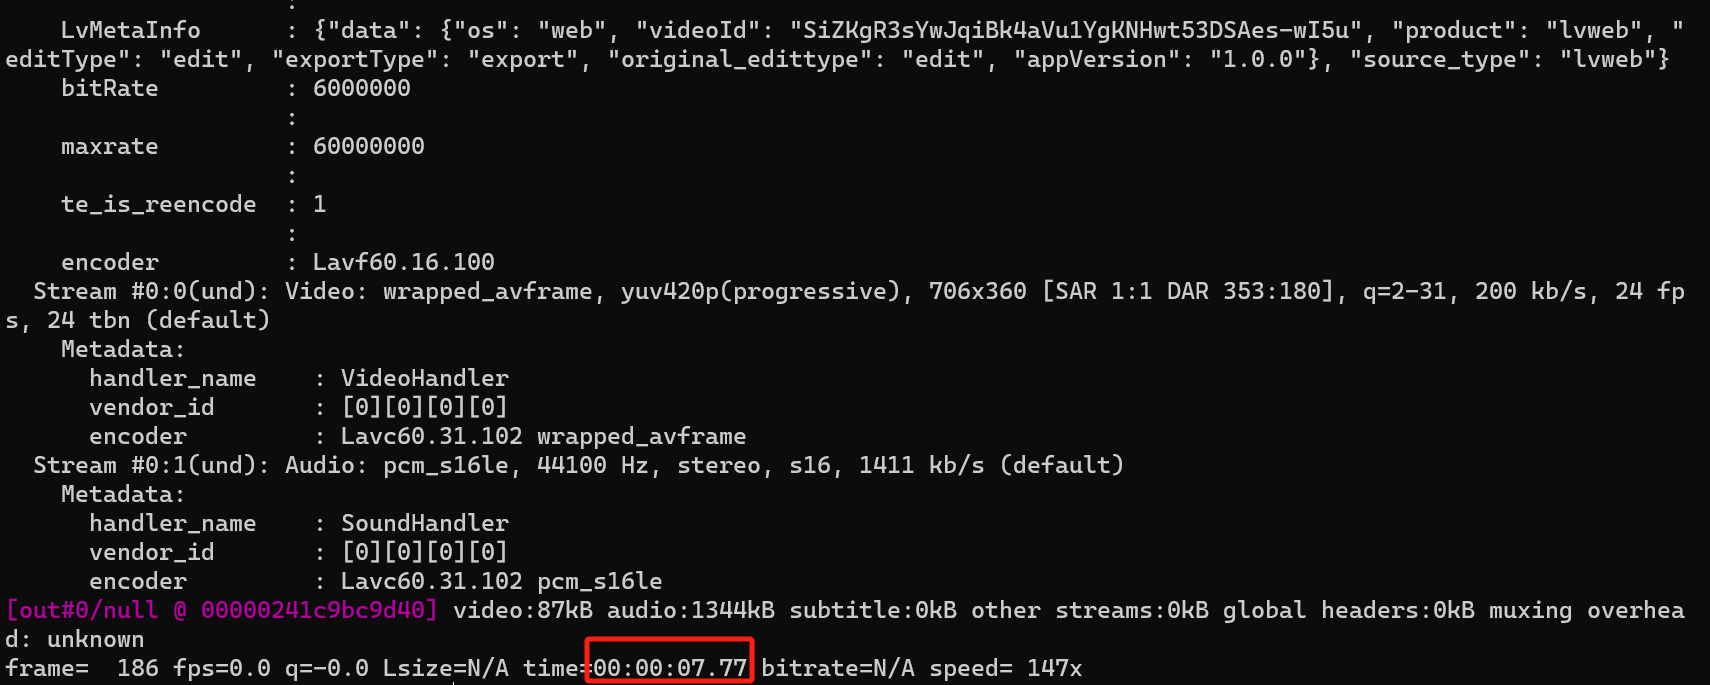 :
LvMetaInfo : {"data": {"os": "web", "videoId": "SiZKgR3sYwJqiBk4aVu1YgKNHwt53DSAes-wI5u", "product": "lvweb", "
editType": "edit", "exportType": "export", "original_edittype": "edit", "appVersion": "1.0.0"}, "source_type": "lvweb"}
bitRate : 6000000
:
maxrate : 60000000
:
te_is_reencode : 1
:
encoder : Lavf60.16.100
Stream #0:0(und): Video: wrapped_avframe, yuv420p(progressive), 706x360 [SAR 1:1 DAR 353:180], q=2-31, 200 kb/s, 24 fp
s, 24 tbn (default)
Metadata:
handler_name : VideoHandler
vendor_id : [0][0][0][0]
encoder : Lavc60.31.102 wrapped_avframe
Stream #0:1(und): Audio: pcm_s16le, 44100 Hz, stereo, s16, 1411 kb/s (default)
Metadata:
handler_name : SoundHandler
vendor_id : [0][0][0][0]
encoder : Lavc60.31.102 pcm_s16le
[out#0/null @ 00000241c9bc9d40] video:87kB audio:1344kB subtitle:0kB other streams:0kB global headers:0kB muxing overhea
d: unknown
frame= 186 fps=0.0 q=-0.0 Lsize=N/A time=00:00:07.77 bitrate=N/A speed= 147x